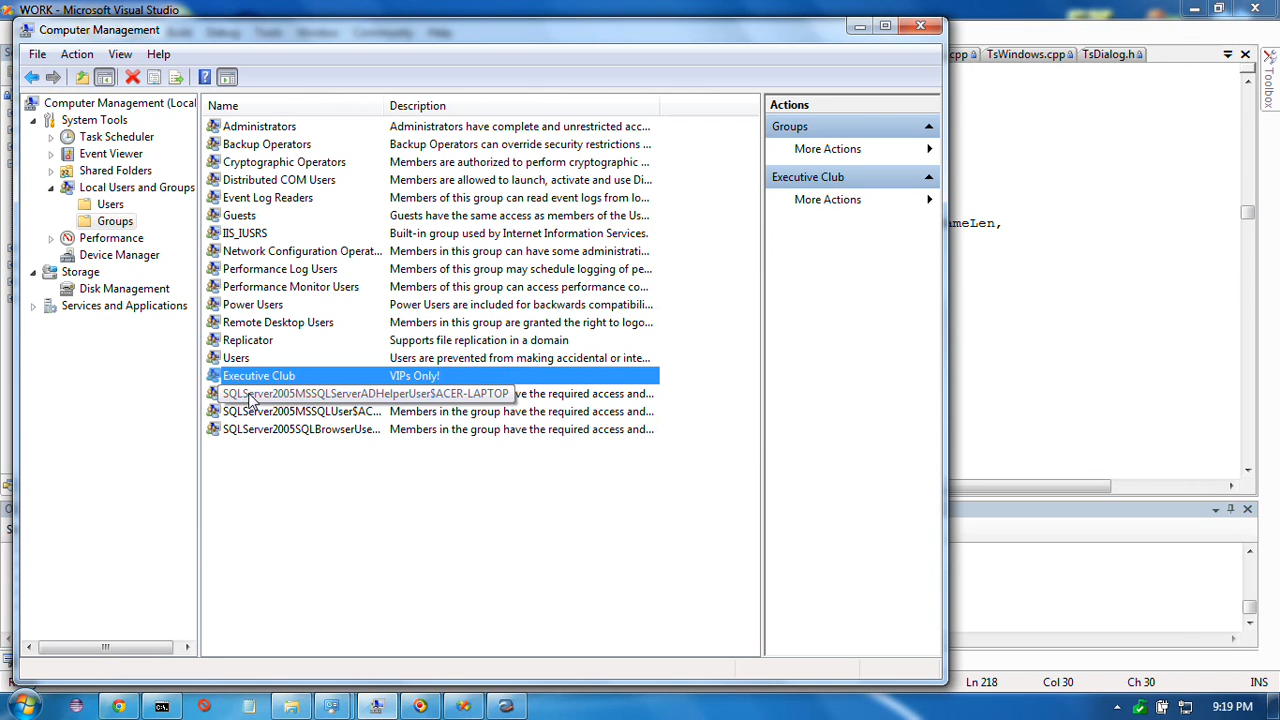 WORK - Microsoft Visual Studio
Computer Management
File Action View Help
TsWindows.cpp
TsDialog.h
cpp
Toolbox
Computer Management (Local
System Tools
Task Scheduler
Event Viewer
Shared Folders
Local Users and Groups
Users
Groups
Performance
Device Manager
Storage
Disk Management
Services and Applications
Name Description
Administrators Administrators have complete and unrestricted acc...
Backup Operators Backup Operators can override security restrictions ...
Cryptographic Operators Members are authorized to perform cryptographic ...
Distributed COM Users Members are allowed to launch, activate and use Di...
Event Log Readers Members of this group can read event logs from lo...
Guests Guests have the same access as members of the Us...
IIS_IUSRS Built-in group used by Internet Information Services.
Network Configuration Operat... Members in this group can have some administrati...
Performance Log Users Members of this group may schedule logging of pe...
Performance Monitor Users Members of this group can access performance co...
Power Users Power Users are included for backwards compatibili...
Remote Desktop Users Members in this group are granted the right to logo...
Replicator Supports file replication in a domain
Users Users are prevented from making accidental or inte...
Executive Club VIPs Only!
SQLServer2005MSSQLServerADHelperUser$ACER-LAPTOP ve the required access and...
SQLServer2005MSSQLUser$AC... Members in the group have the required access and...
SQLServer2005SQLBrowserUse... Members in the group have the required access and...
Actions
Groups
More Actions
Executive Club
More Actions
ameLen,
Ln 218 Col 30 Ch 30 INS
9:19 PM